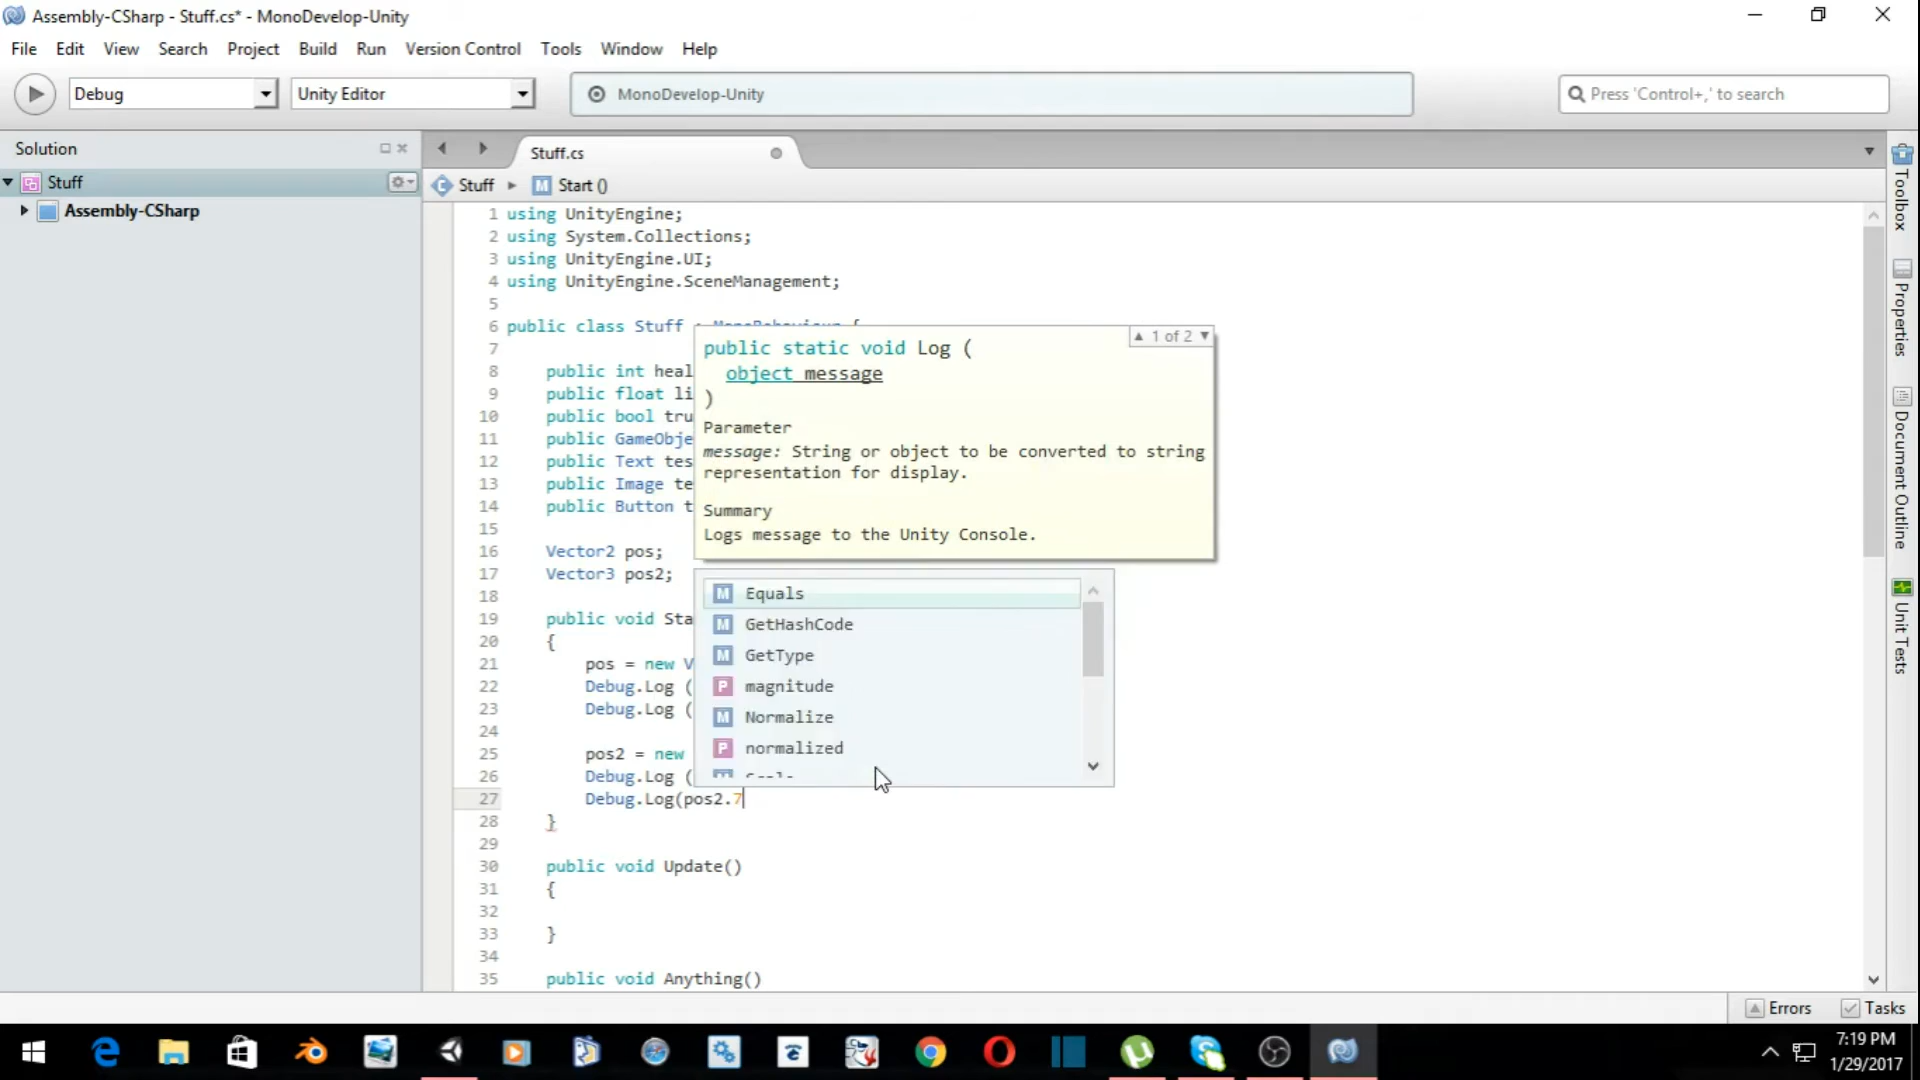 Assembly-CSharp - Stuff.cs* - MonoDevelop-Unity
File Edit View Search Project Build Run Version Control Tools Window Help
Debug Unity Editor MonoDevelop-Unity Press 'Control+,' to search
Solution
Stuff
Assembly-CSharp
Stuff.cs
Stuff Start ()
1 using UnityEngine;
2 using System.Collections;
3 using UnityEngine.UI;
4 using UnityEngine.SceneManagement;
5
6 public class Stuff : MonoBehaviour {
7
8 public int heal
9 public float li
10 public bool tru
11 public GameObje
12 public Text tes
13 public Image te
14 public Button t
15
16 Vector2 pos;
17 Vector3 pos2;
18
19 public void Sta
20 {
21 pos = new V
22 Debug.Log (
23 Debug.Log (
24
25 pos2 = new
26 Debug.Log (
27 Debug.Log(pos2.7
28 }
29
30 public void Update()
31 {
32
33 }
34
35 public void Anything()
1 of 2
public static void Log (
object message
)
Parameter
message: String or object to be converted to string
representation for display.
Summary
Logs message to the Unity Console.
Equals
GetHashCode
GetType
magnitude
Normalize
normalized
Toolbox
Properties
Document Outline
Unit Tests
Errors Tasks
7:19 PM
1/29/2017